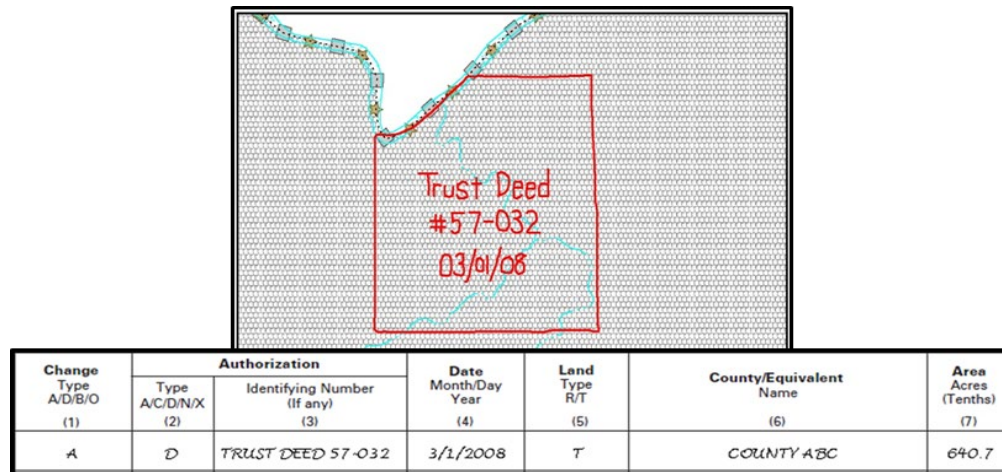 Trust Deed
#57-032
03/01/08
Change
Type
A/D/B/O
(1)
Authorization
Type
A/C/D/N/X
(2)
Identifying Number
(If any)
(3)
Date
Month/Day
Year
(4)
Land
Type
R/T
(5)
County/Equivalent
Name
(6)
Area
Acres
(Tenths)
(7)
A D TRUST DEED 57-032 3/1/2008 T COUNTY ABC 640.7